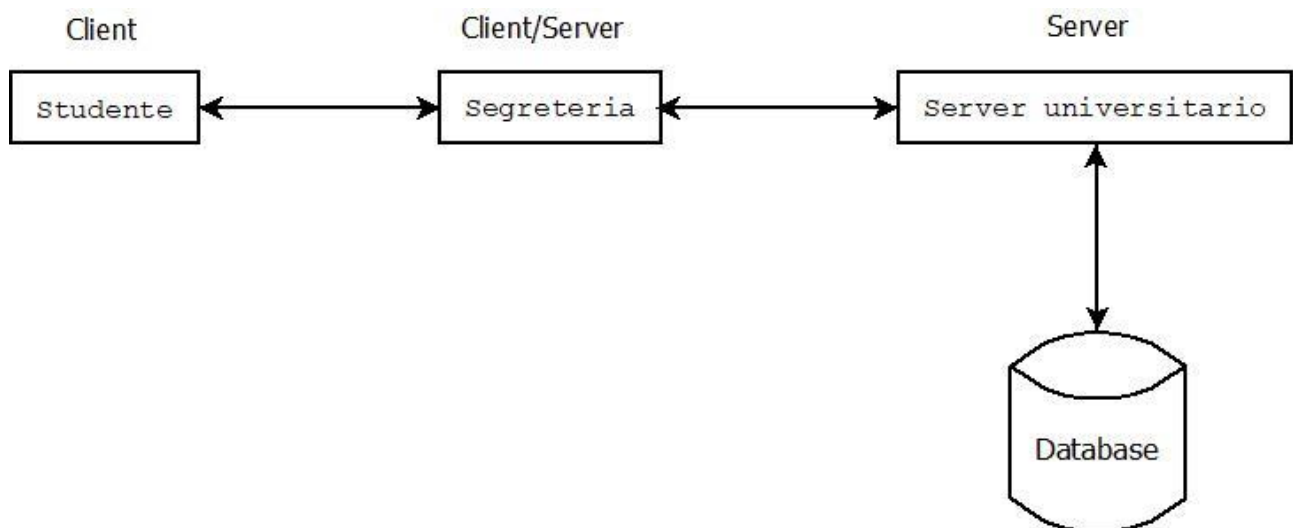 Client
Client/Server
Server
Studente
Segreteria
Server universitario
Database